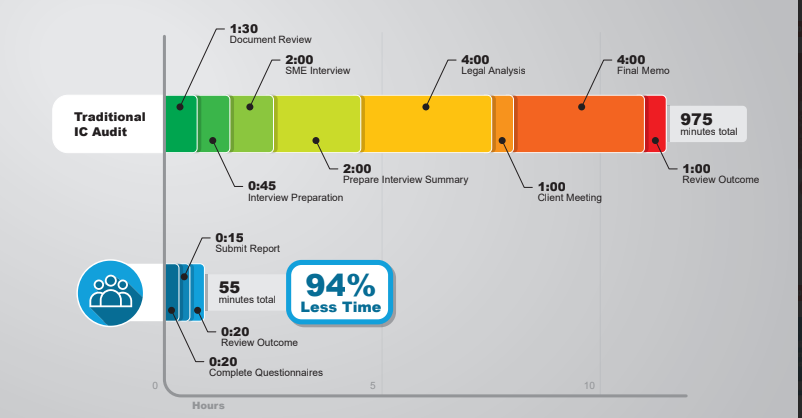 1:30
Document Review
2:00
SME Interview
4:00
Legal Analysis
4:00
Final Memo
Traditional
IC Audit
975
minutes total
0:45
Interview Preparation
2:00
Prepare Interview Summary
1:00
Client Meeting
1:00
Review Outcome
0:15
Submit Report
55
minutes total
94%
Less Time
0:20
Review Outcome
0:20
Complete Questionnaires
0
5
10
Hours